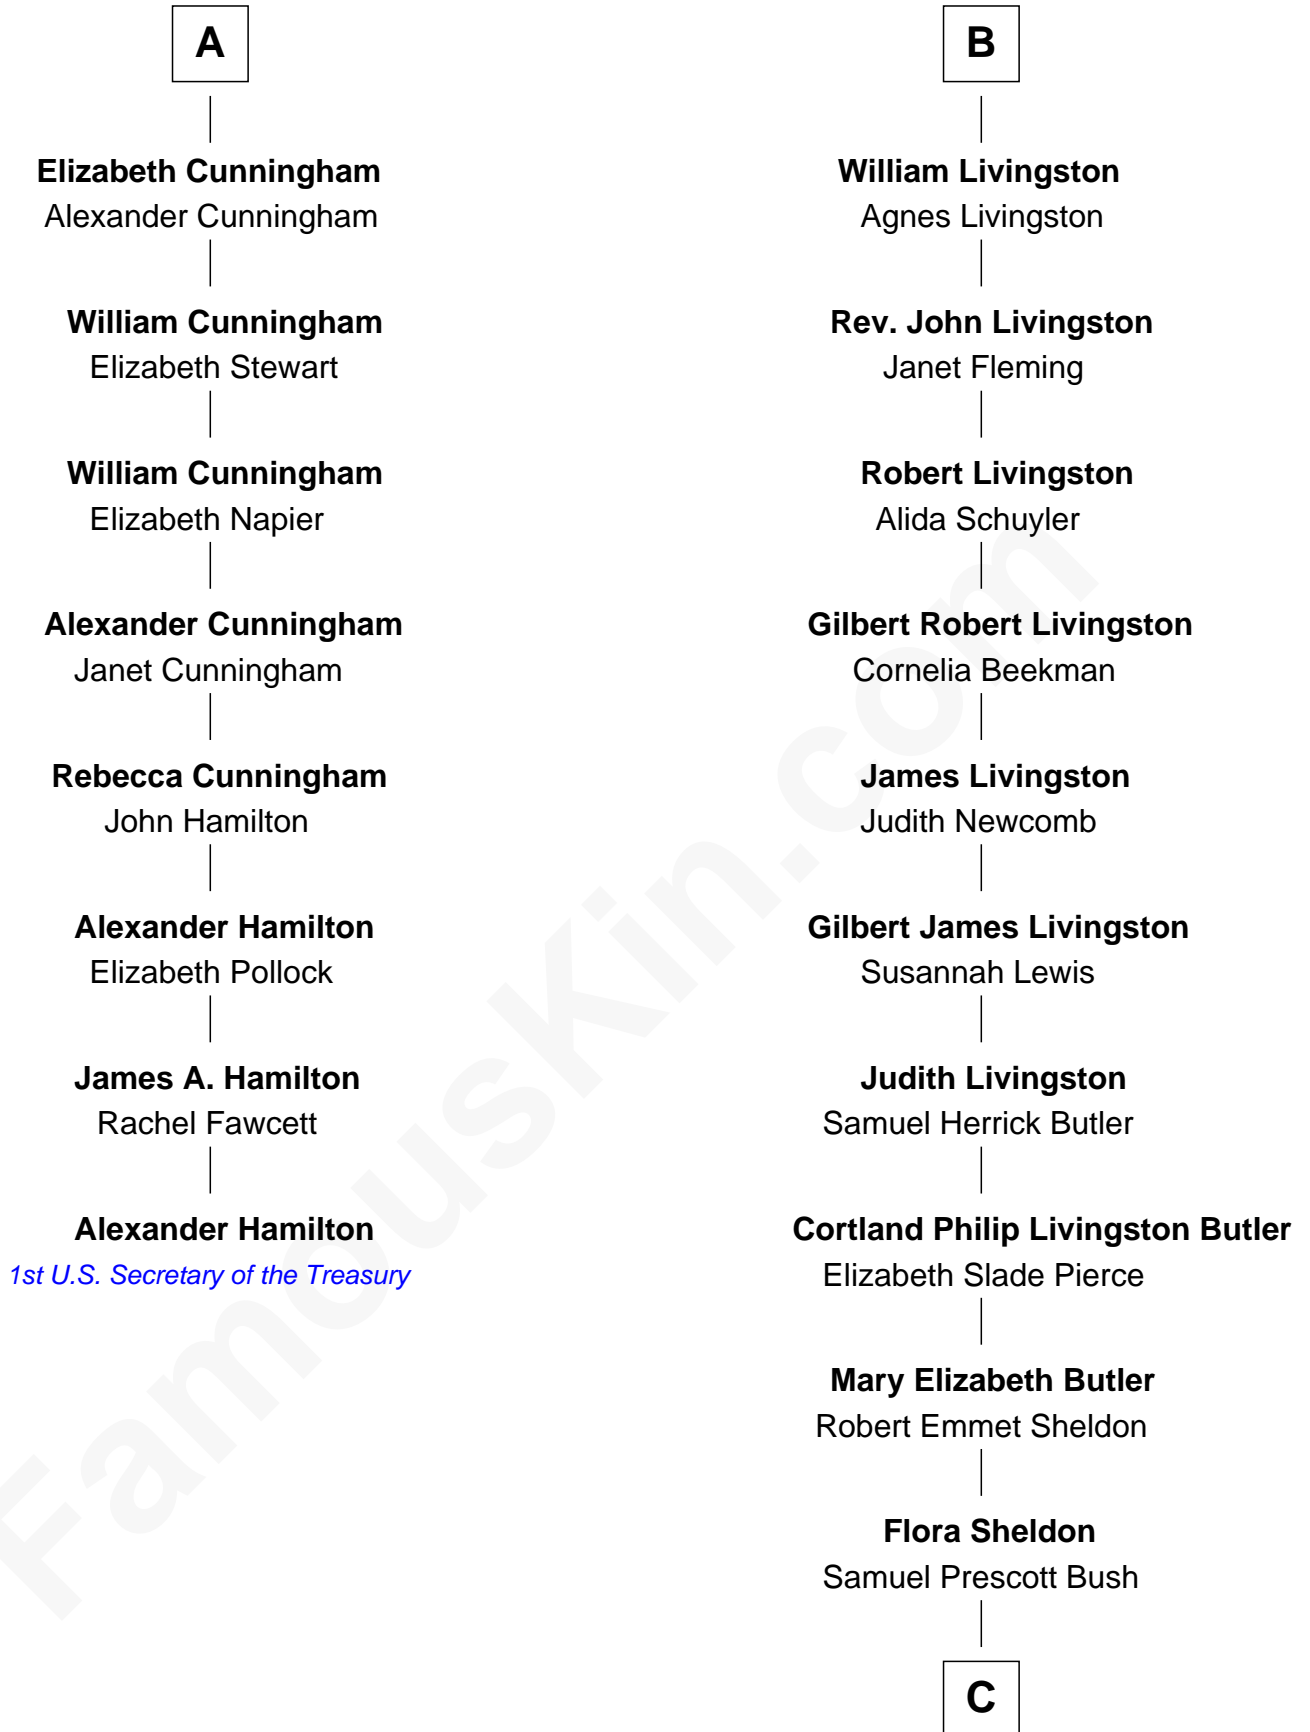 A
Elizabeth Cunningham
Alexander Cunningham
William Cunningham
Elizabeth Stewart
William Cunningham
Elizabeth Napier
Alexander Cunningham
Janet Cunningham
Rebecca Cunningham
John Hamilton
Alexander Hamilton
Elizabeth Pollock
James A. Hamilton
Rachel Fawcett
Alexander Hamilton
1st U.S. Secretary of the Treasury
B
William Livingston
Agnes Livingston
Rev. John Livingston
Janet Fleming
Robert Livingston
Alida Schuyler
Gilbert Robert Livingston
Cornelia Beekman
James Livingston
Judith Newcomb
Gilbert James Livingston
Susannah Lewis
Judith Livingston
Samuel Herrick Butler
Cortland Philip Livingston Butler
Elizabeth Slade Pierce
Mary Elizabeth Butler
Robert Emmet Sheldon
Flora Sheldon
Samuel Prescott Bush
C
FamousKin.com